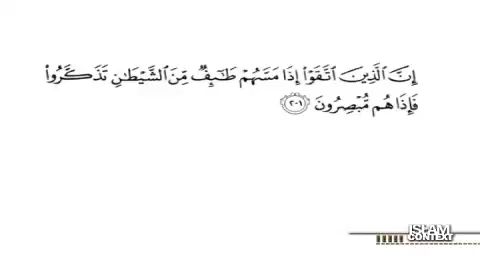 إِنَّ ٱلَّذِينَ ٱتَّقَوْا۟ إِذَا مَسَّهُمْ طَـٰٓئِفٌ مِّنَ ٱلشَّيْطَـٰنِ تَذَكَّرُوا۟
فَإِذَا هُم مُّبْصِرُونَ ٢٠١
ISLAM
CONTEXT